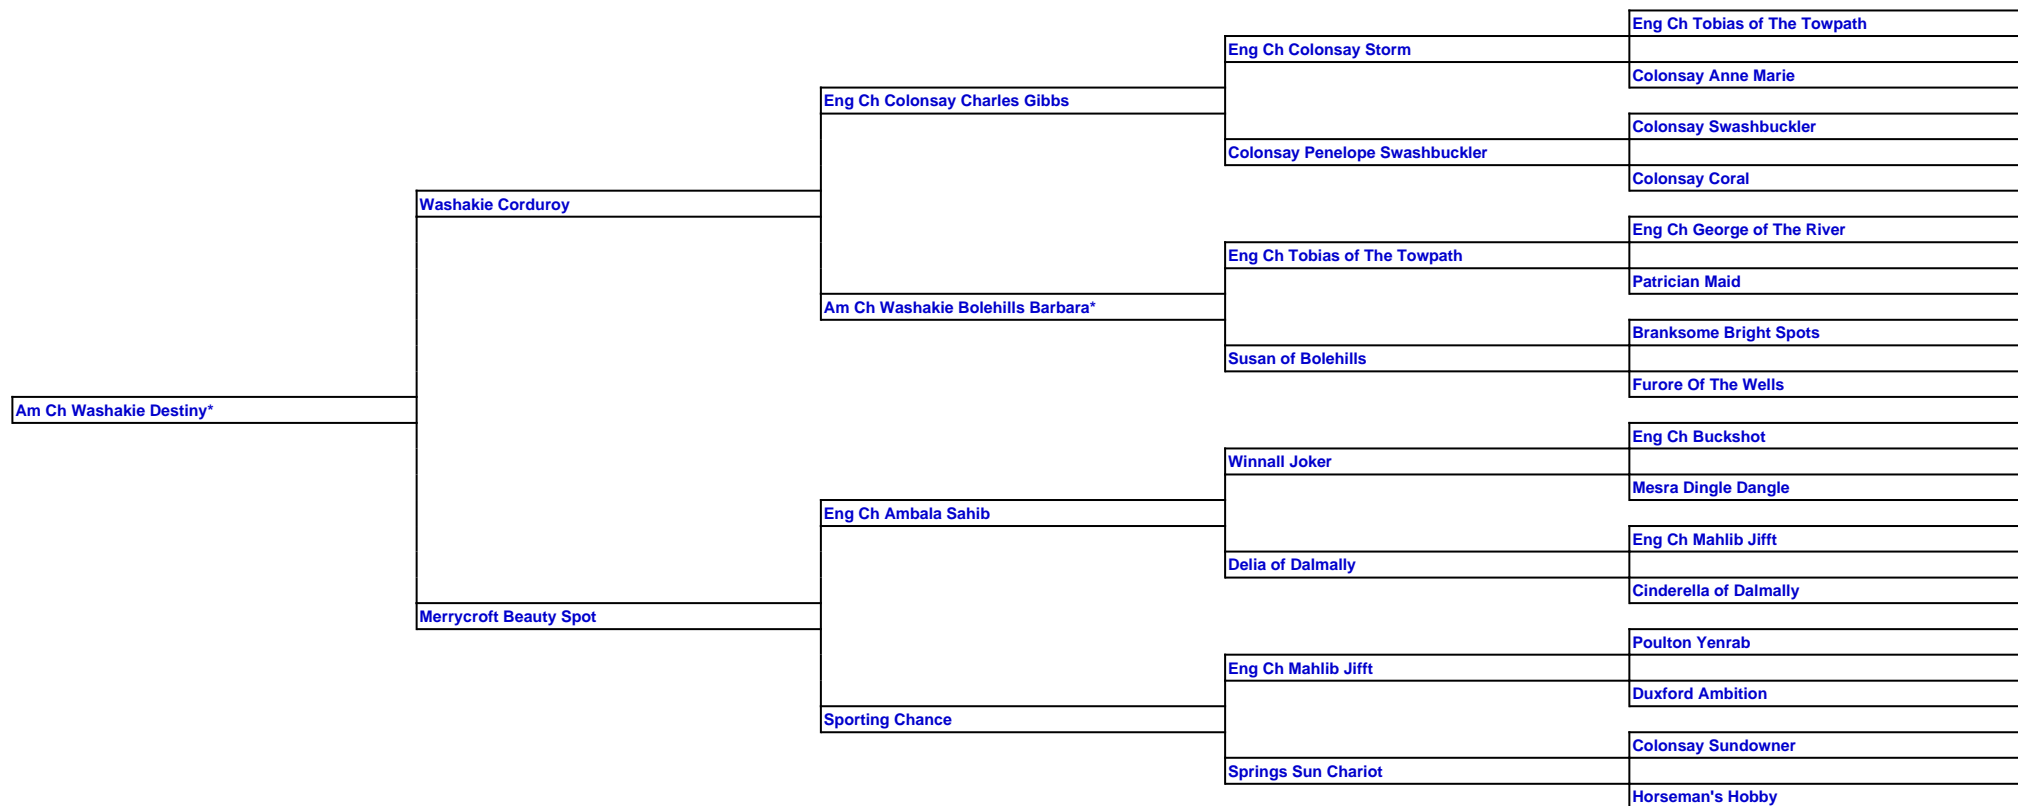 Eng Ch Tobias of The Towpath
Eng Ch Colonsay Storm
Colonsay Anne Marie
Eng Ch Colonsay Charles Gibbs
Colonsay Swashbuckler
Colonsay Penelope Swashbuckler
Colonsay Coral
Washakie Corduroy
Eng Ch George of The River
Eng Ch Tobias of The Towpath
Patrician Maid
Am Ch Washakie Bolehills Barbara*
Branksome Bright Spots
Susan of Bolehills
Furore Of The Wells
Am Ch Washakie Destiny*
Eng Ch Buckshot
Winnall Joker
Mesra Dingle Dangle
Eng Ch Ambala Sahib
Eng Ch Mahlib Jifft
Delia of Dalmally
Cinderella of Dalmally
Merrycroft Beauty Spot
Poulton Yenrab
Eng Ch Mahlib Jifft
Duxford Ambition
Sporting Chance
Colonsay Sundowner
Springs Sun Chariot
Horseman's Hobby